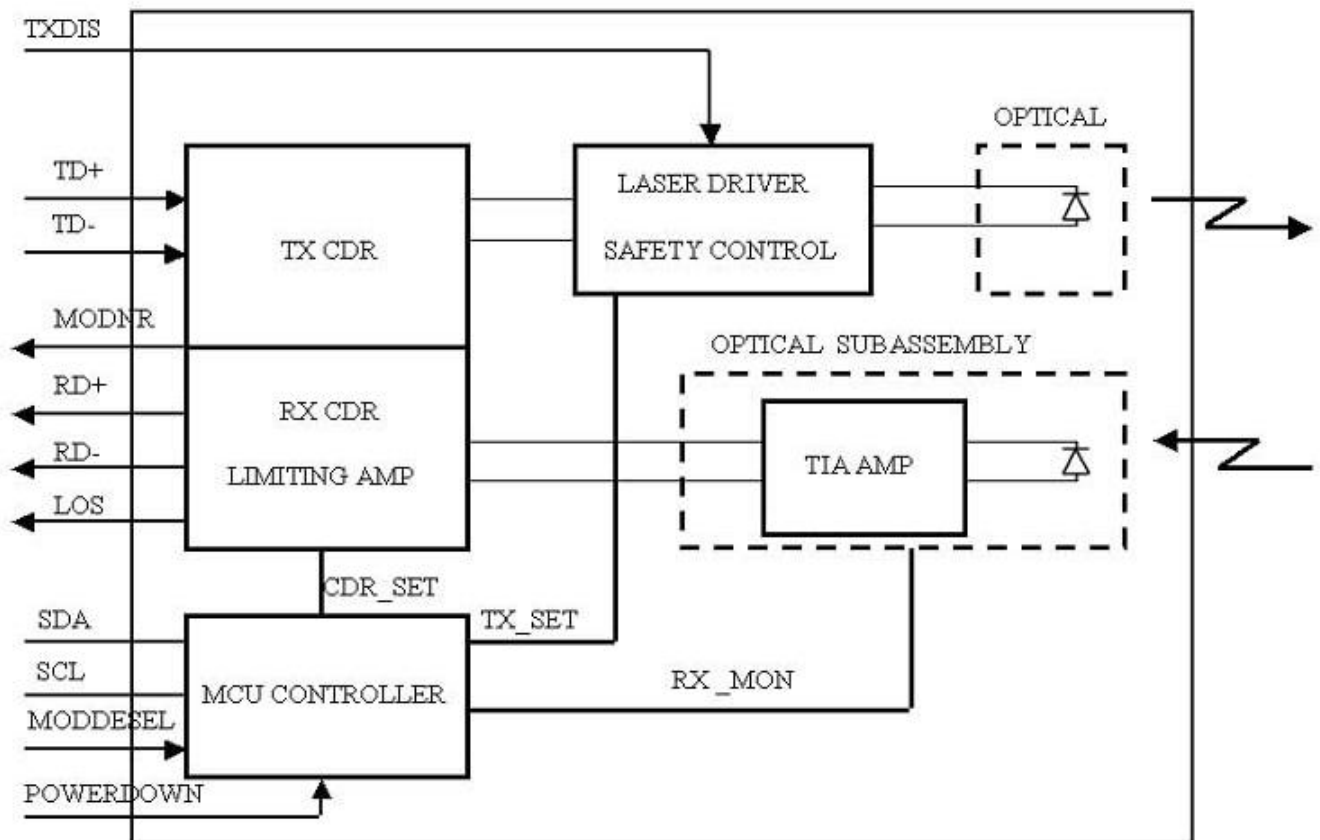 TXDIS
OPTICAL
TD+
TD-
TX CDR
LASER DRIVER
SAFETY CONTROL
MODNR
OPTICAL SUBASSEMBLY
RD+
RX CDR
RD-
LIMITING AMP
TIA AMP
LOS
CDR_SET
SDA
TX_SET
SCL
MCU CONTROLLER
RX_MON
MODDESEL
POWERDOWN